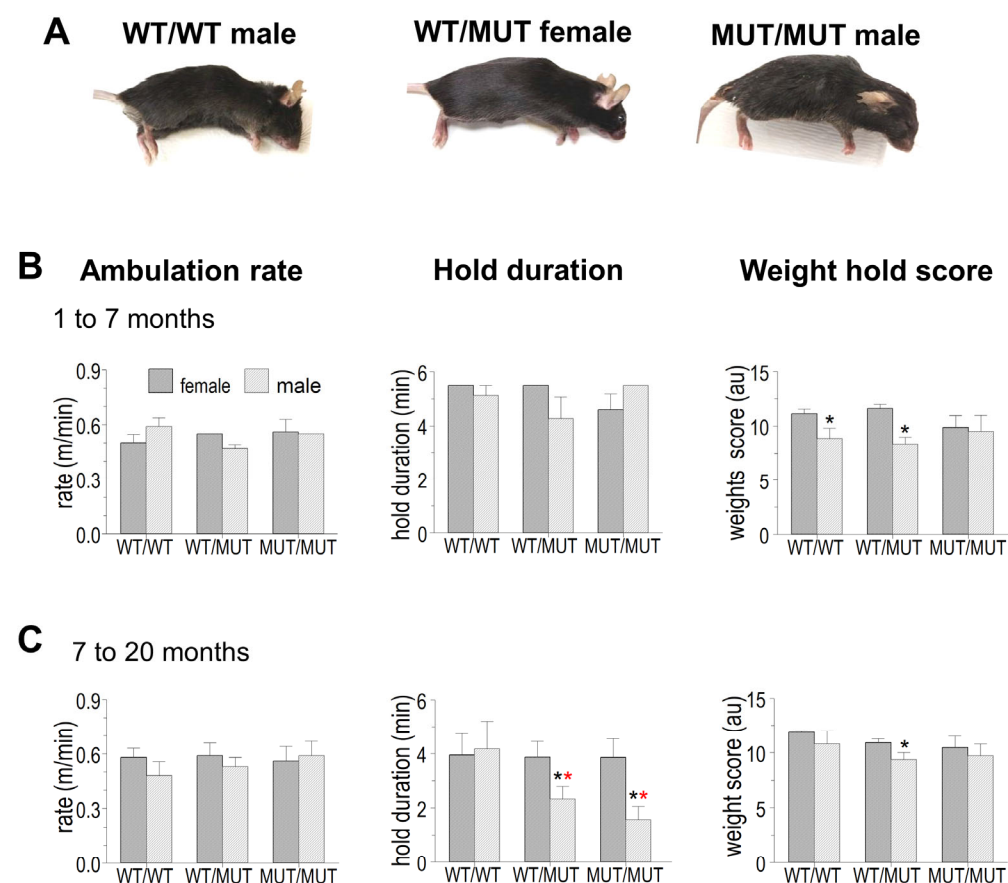 A
WT/WT male
WT/MUT female
MUT/MUT male
B
Ambulation rate
Hold duration
Weight hold score
1 to 7 months
rate (m/min)
0.9
0.6
0.3
0.0
female
male
WT/WT
WT/MUT
MUT/MUT
hold duration (min)
6
4
2
0
WT/WT
WT/MUT
MUT/MUT
weights score (au)
15
10
5
0
*
*
WT/WT
WT/MUT
MUT/MUT
C
7 to 20 months
rate (m/min)
0.9
0.6
0.3
0.0
WT/WT
WT/MUT
MUT/MUT
hold duration (min)
6
4
2
0
**
**
WT/WT
WT/MUT
MUT/MUT
weight score (au)
15
10
5
0
*
WT/WT
WT/MUT
MUT/MUT